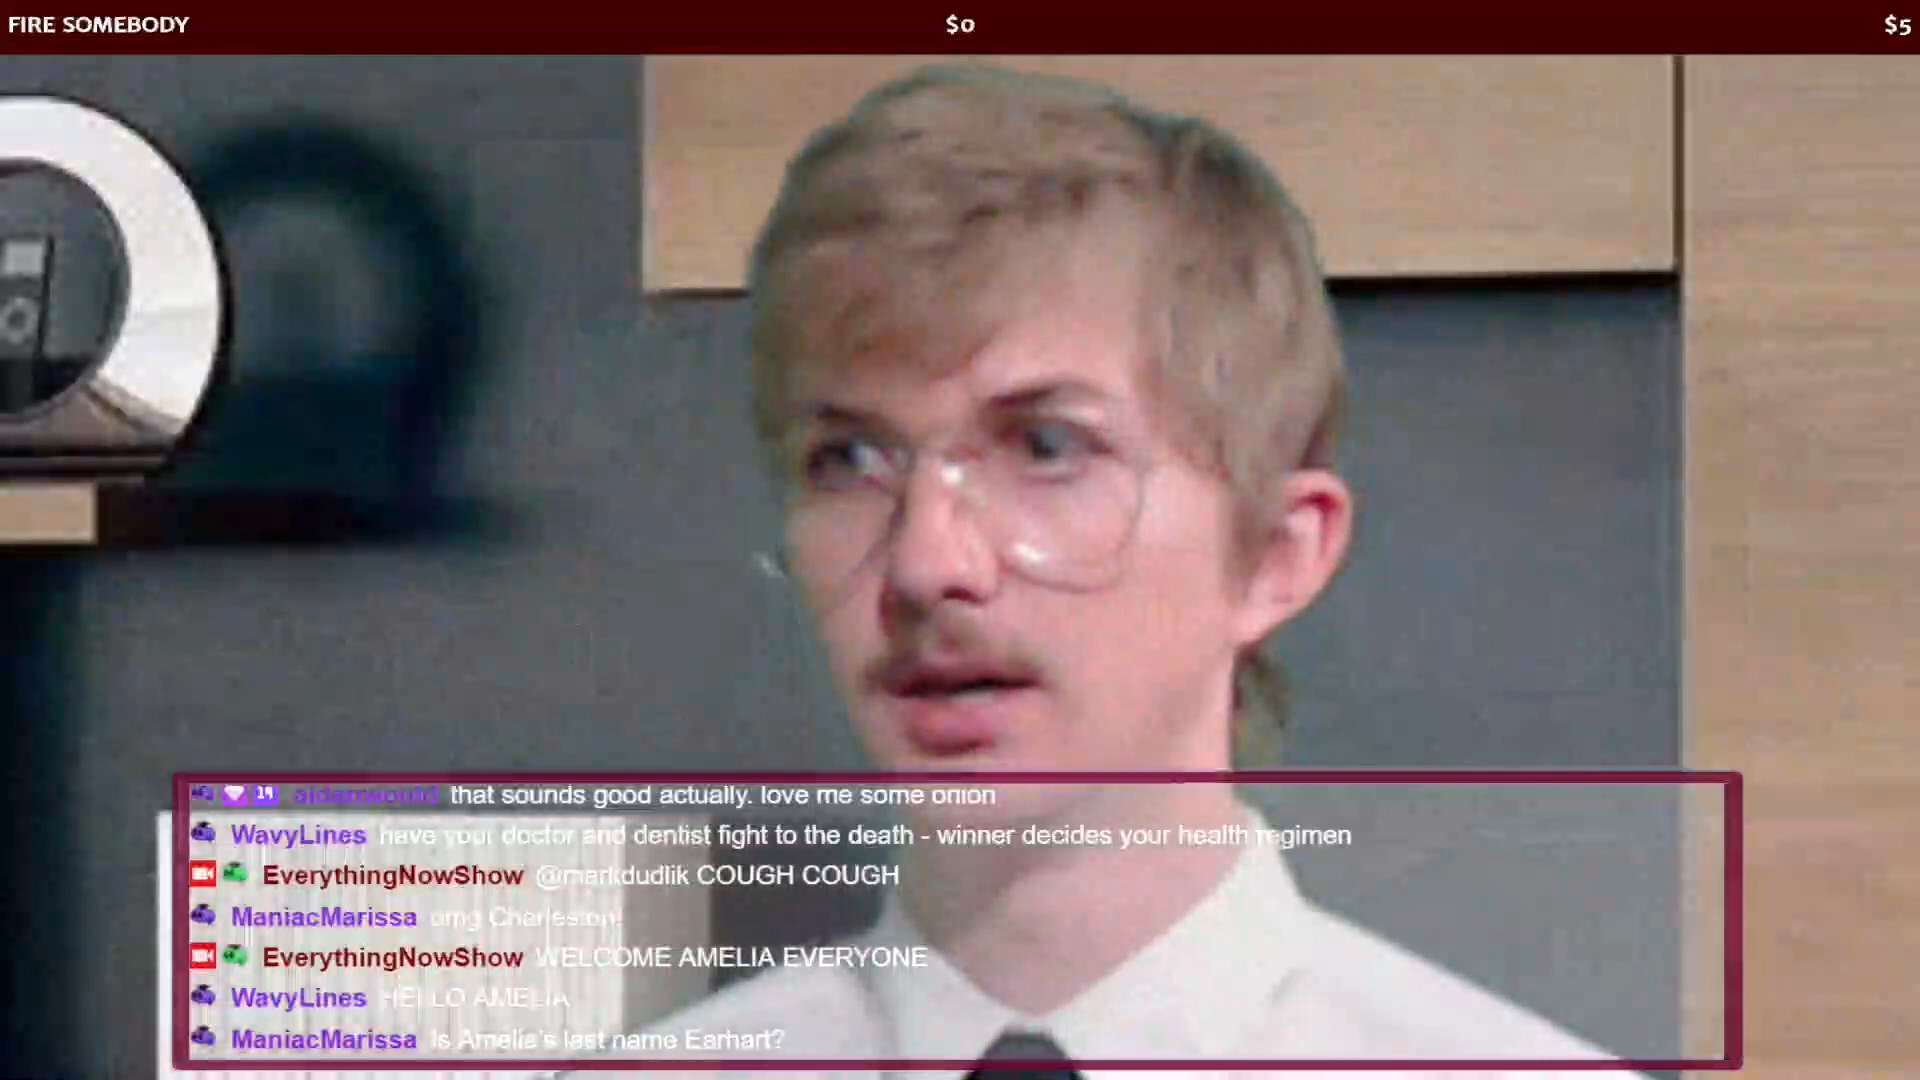 FIRE SOMEBODY $0 $5
19 aidanwould that sounds good actually. love me some onion
WavyLines have your doctor and dentist fight to the death - winner decides your health regimen
EverythingNowShow @markdudlik COUGH COUGH
ManiacMarissa omg Charleston!
EverythingNowShow WELCOME AMELIA EVERYONE
WavyLines HELLO AMELIA
ManiacMarissa Is Amelia's last name Earhart?